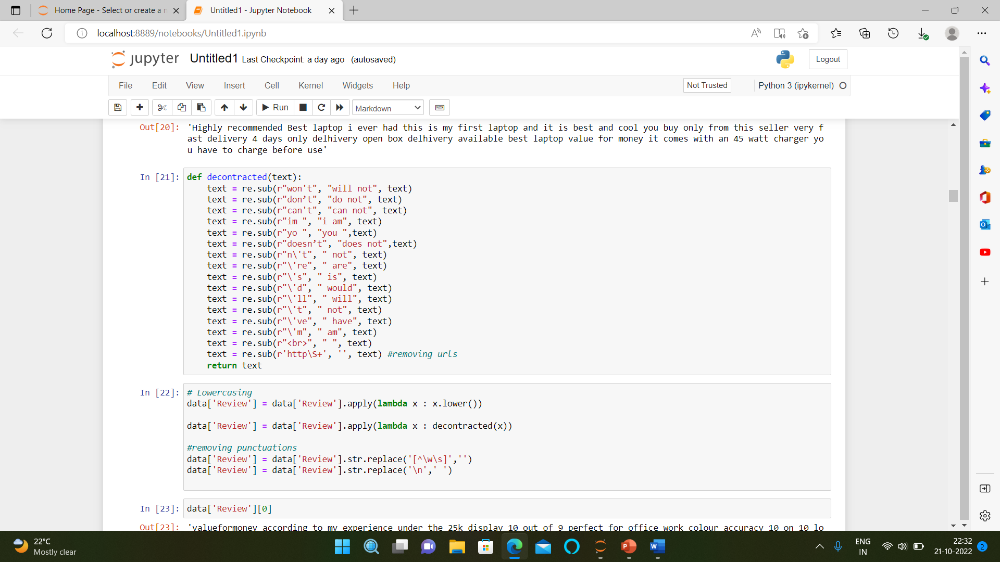 Home Page - Select or create a n
Untitled1 - Jupyter Notebook
localhost:8889/notebooks/Untitled1.ipynb
jupyter Untitled1 Last Checkpoint: a day ago (autosaved)
Logout
File Edit View Insert Cell Kernel Widgets Help
Not Trusted
Python 3 (ipykernel)
Run
Markdown
Out[20]: 'Highly recommended Best laptop i ever had this is my first laptop and it is best and cool you buy only from this seller very f
ast delivery 4 days only delhivery open box delhivery available best laptop value for money it comes with an 45 watt charger yo
u have to charge before use'
In [21]: def decontracted(text):
    text = re.sub(r"won't", "will not", text)
    text = re.sub(r"don’t", "do not", text)
    text = re.sub(r"can't", "can not", text)
    text = re.sub(r"im ", "i am", text)
    text = re.sub(r"yo ", "you ",text)
    text = re.sub(r"doesn’t", "does not",text)
    text = re.sub(r"n\'t", " not", text)
    text = re.sub(r"\'re", " are", text)
    text = re.sub(r"\'s", " is", text)
    text = re.sub(r"\'d", " would", text)
    text = re.sub(r"\'ll", " will", text)
    text = re.sub(r"\'t", " not", text)
    text = re.sub(r"\'ve", " have", text)
    text = re.sub(r"\'m", " am", text)
    text = re.sub(r"<br>", " ", text)
    text = re.sub(r'http\S+', '', text) #removing urls
    return text
In [22]: # Lowercasing
data['Review'] = data['Review'].apply(lambda x : x.lower())
data['Review'] = data['Review'].apply(lambda x : decontracted(x))
#removing punctuations
data['Review'] = data['Review'].str.replace('[^\w\s]','')
data['Review'] = data['Review'].str.replace('\n',' ')
In [23]: data['Review'][0]
Out[23]: 'valueformoney according to my experience under the 25k display 10 out of 9 perfect for office work colour accuracy 10 on 10 lo
22°C
Mostly clear
ENG
IN
22:32
21-10-2022
2